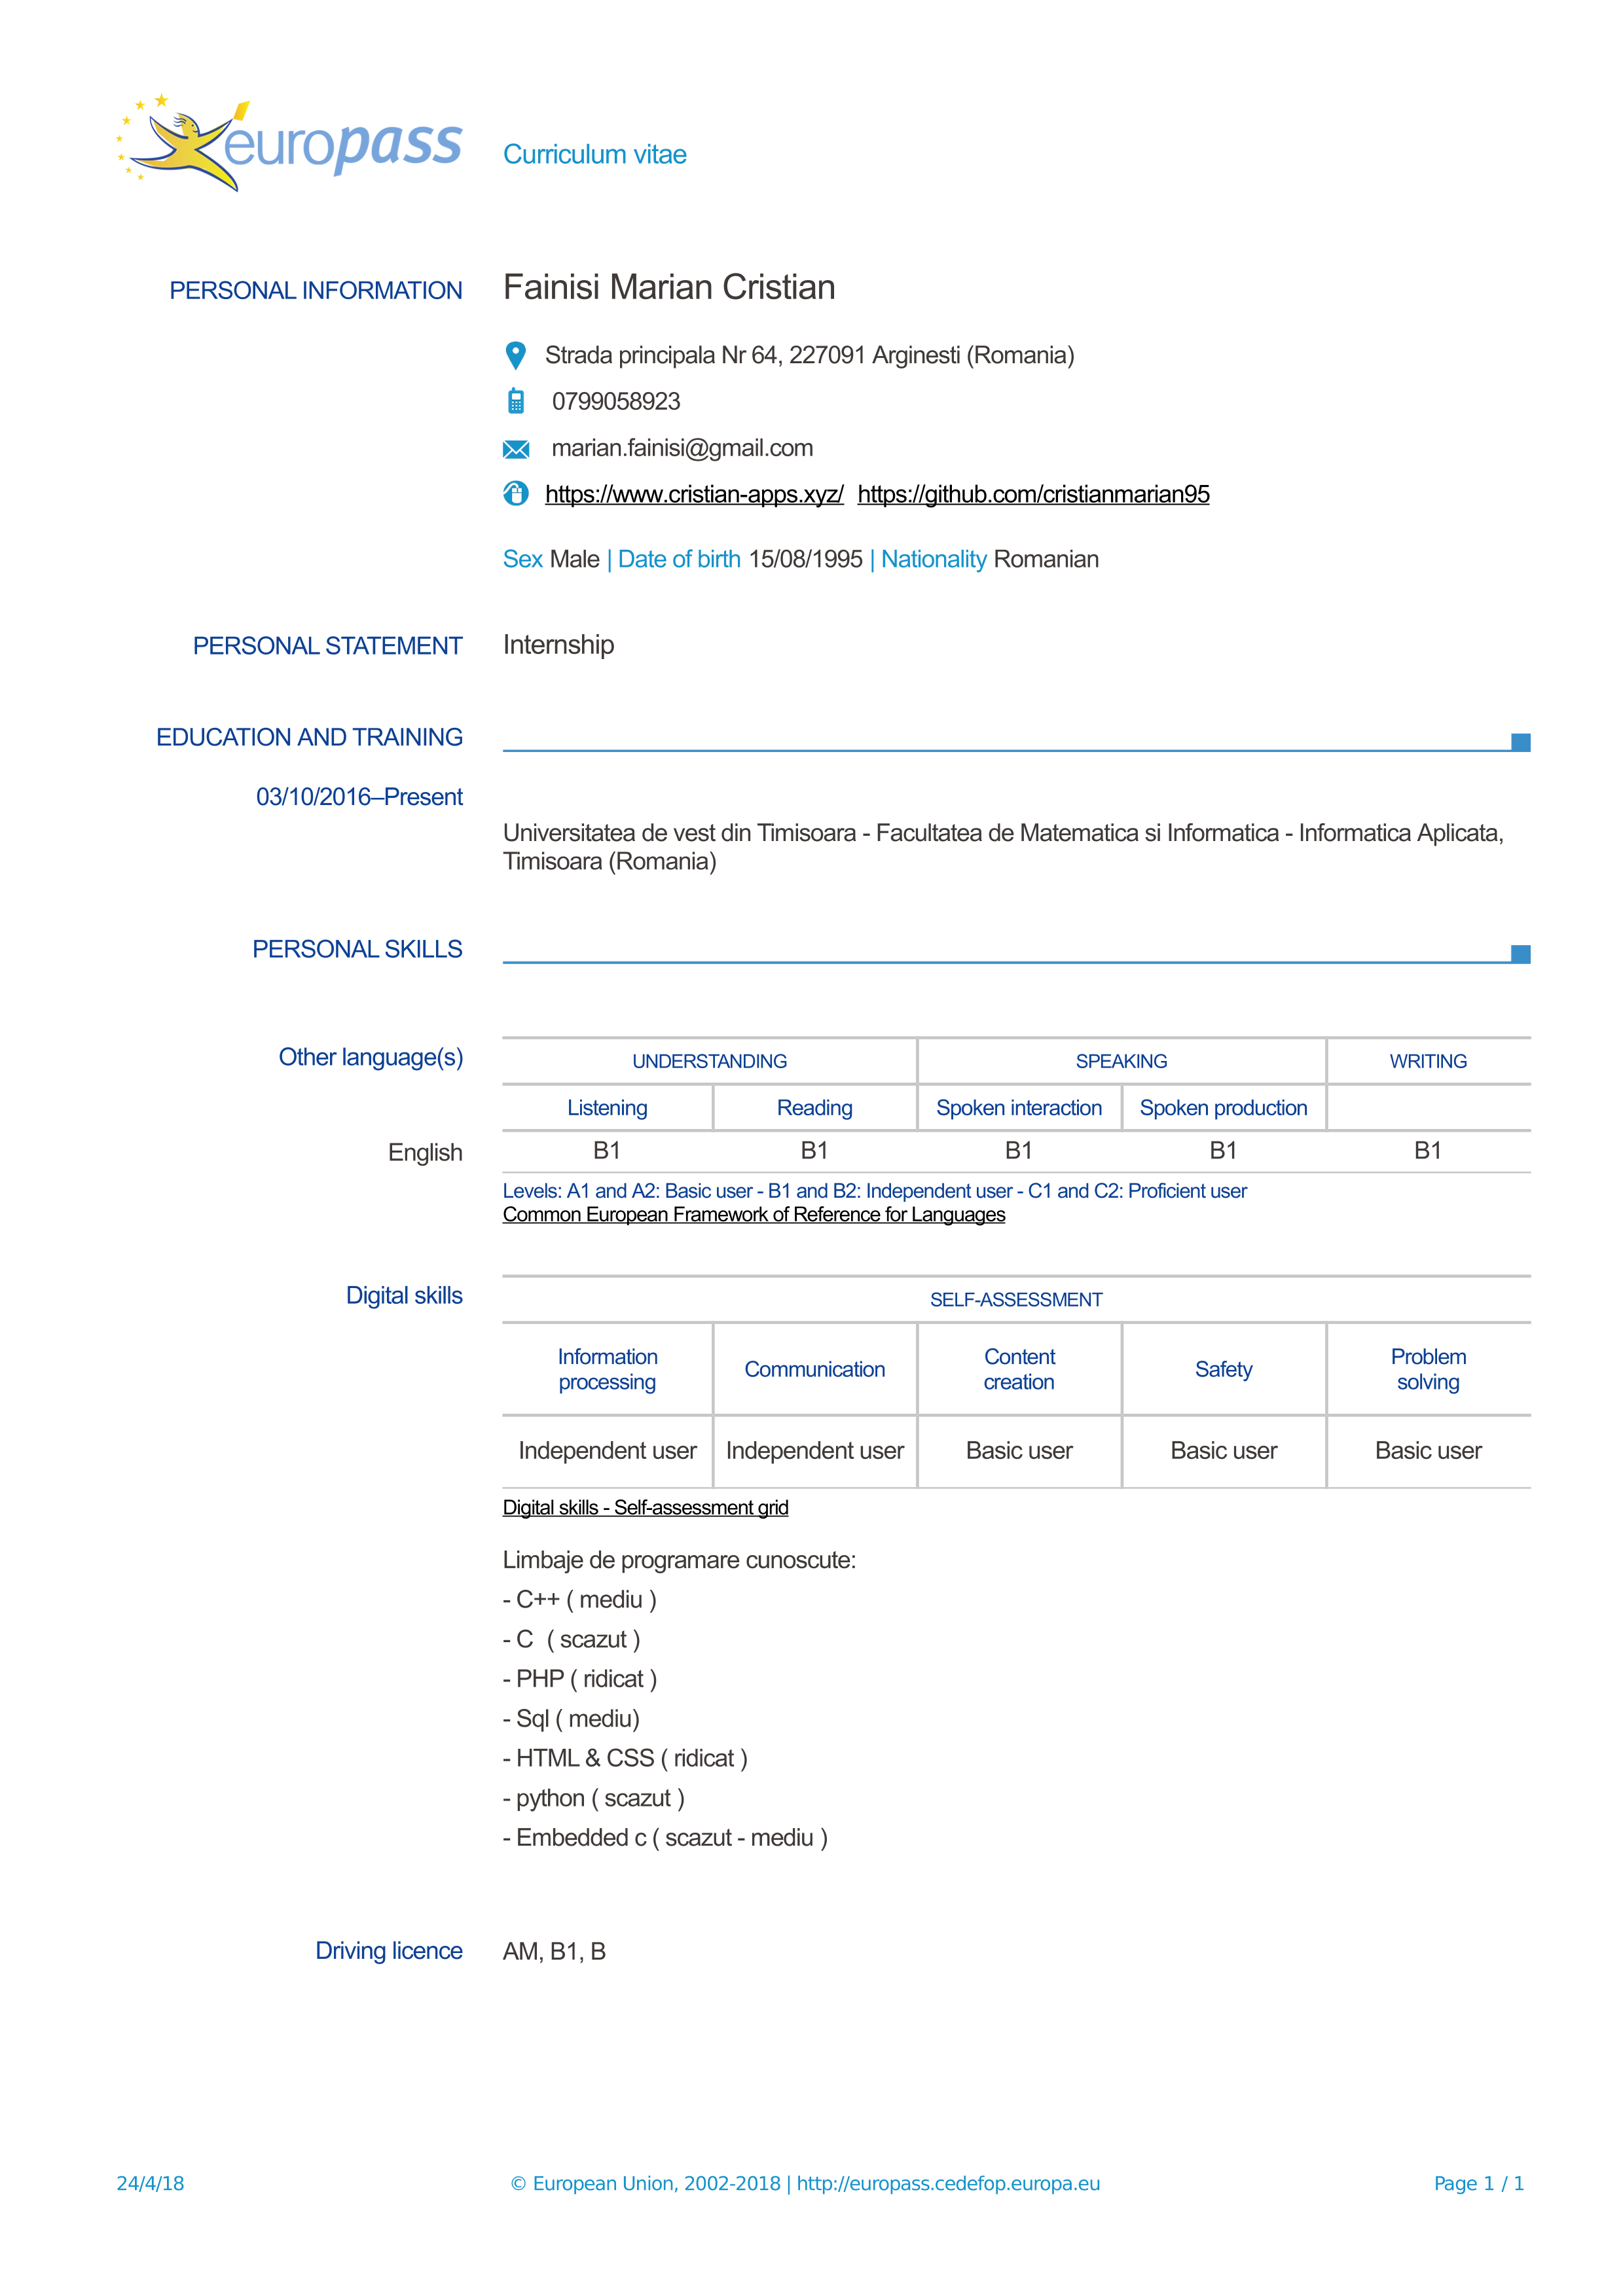 europass
Curriculum vitae
PERSONAL INFORMATION
Fainisi Marian Cristian
Strada principala Nr 64, 227091 Arginesti (Romania)
0799058923
marian.fainisi@gmail.com
https://www.cristian-apps.xyz/ https://github.com/cristianmarian95
Sex Male | Date of birth 15/08/1995 | Nationality Romanian
PERSONAL STATEMENT
Internship
EDUCATION AND TRAINING
03/10/2016–Present
Universitatea de vest din Timisoara - Facultatea de Matematica si Informatica - Informatica Aplicata,
Timisoara (Romania)
PERSONAL SKILLS
Other language(s)
UNDERSTANDING SPEAKING WRITING
Listening Reading Spoken interaction Spoken production
English B1 B1 B1 B1 B1
Levels: A1 and A2: Basic user - B1 and B2: Independent user - C1 and C2: Proficient user
Common European Framework of Reference for Languages
Digital skills
SELF-ASSESSMENT
Information processing Communication Content creation Safety Problem solving
Independent user Independent user Basic user Basic user Basic user
Digital skills - Self-assessment grid
Limbaje de programare cunoscute:
- C++ ( mediu )
- C ( scazut )
- PHP ( ridicat )
- Sql ( mediu)
- HTML & CSS ( ridicat )
- python ( scazut )
- Embedded c ( scazut - mediu )
Driving licence AM, B1, B
24/4/18 © European Union, 2002-2018 | http://europass.cedefop.europa.eu Page 1 / 1